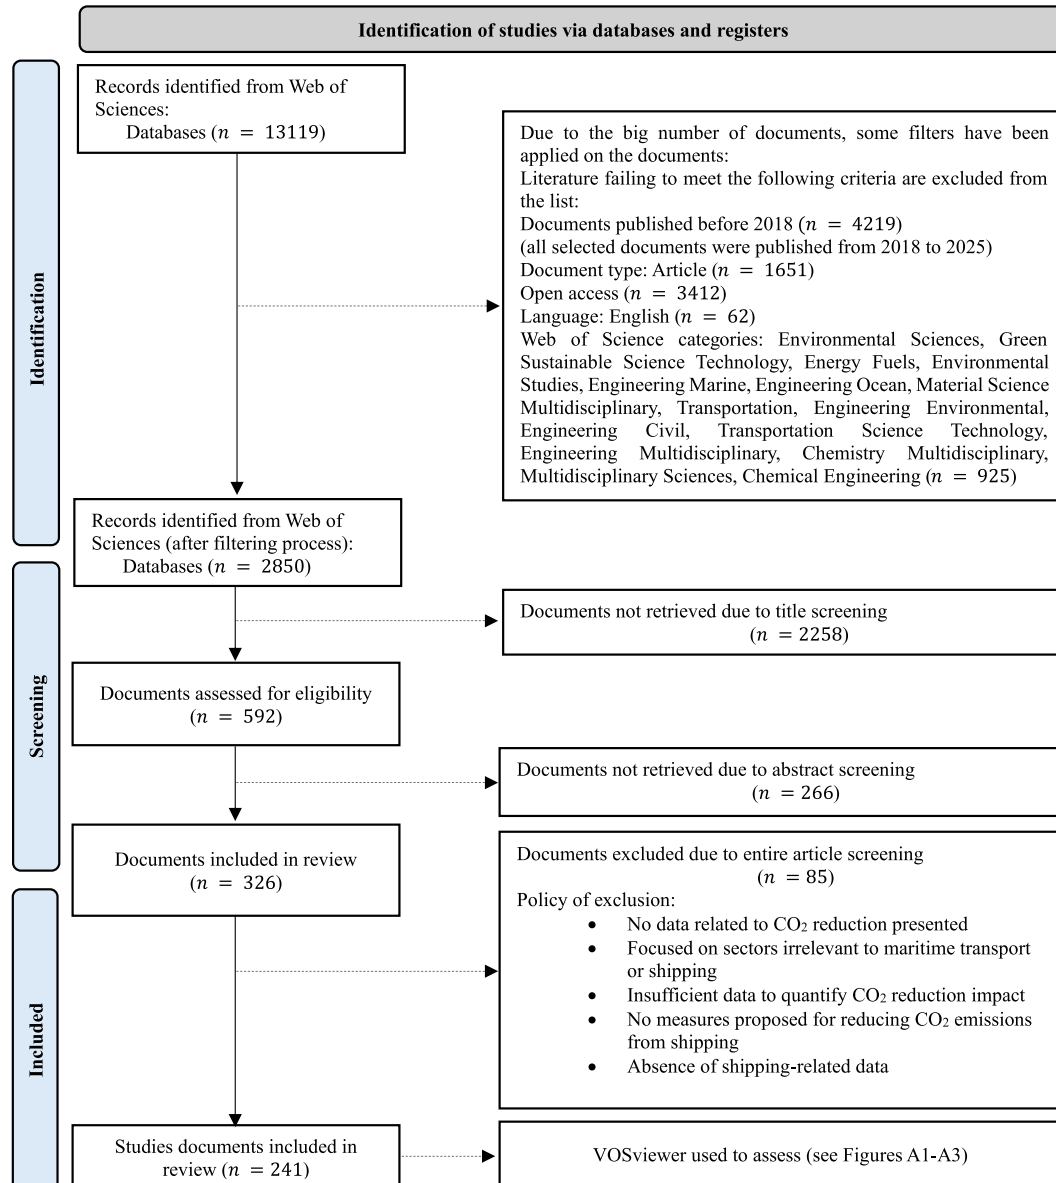 Identification of studies via databases and registers
Identification
Records identified from Web of
Sciences:
Databases (n = 13119)
Due to the big number of documents, some filters have been
applied on the documents:
Literature failing to meet the following criteria are excluded from
the list:
Documents published before 2018 (n = 4219)
(all selected documents were published from 2018 to 2025)
Document type: Article (n = 1651)
Open access (n = 3412)
Language: English (n = 62)
Web of Science categories: Environmental Sciences, Green
Sustainable Science Technology, Energy Fuels, Environmental
Studies, Engineering Marine, Engineering Ocean, Material Science
Multidisciplinary, Transportation, Engineering Environmental,
Engineering Civil, Transportation Science Technology,
Engineering Multidisciplinary, Chemistry Multidisciplinary,
Multidisciplinary Sciences, Chemical Engineering (n = 925)
Records identified from Web of
Sciences (after filtering process):
Databases (n = 2850)
Screening
Documents not retrieved due to title screening
(n = 2258)
Documents assessed for eligibility
(n = 592)
Documents not retrieved due to abstract screening
(n = 266)
Documents included in review
(n = 326)
Included
Documents excluded due to entire article screening
(n = 85)
Policy of exclusion:
• No data related to CO₂ reduction presented
• Focused on sectors irrelevant to maritime transport
or shipping
• Insufficient data to quantify CO₂ reduction impact
• No measures proposed for reducing CO₂ emissions
from shipping
• Absence of shipping-related data
Studies documents included in
review (n = 241)
VOSviewer used to assess (see Figures A1-A3)